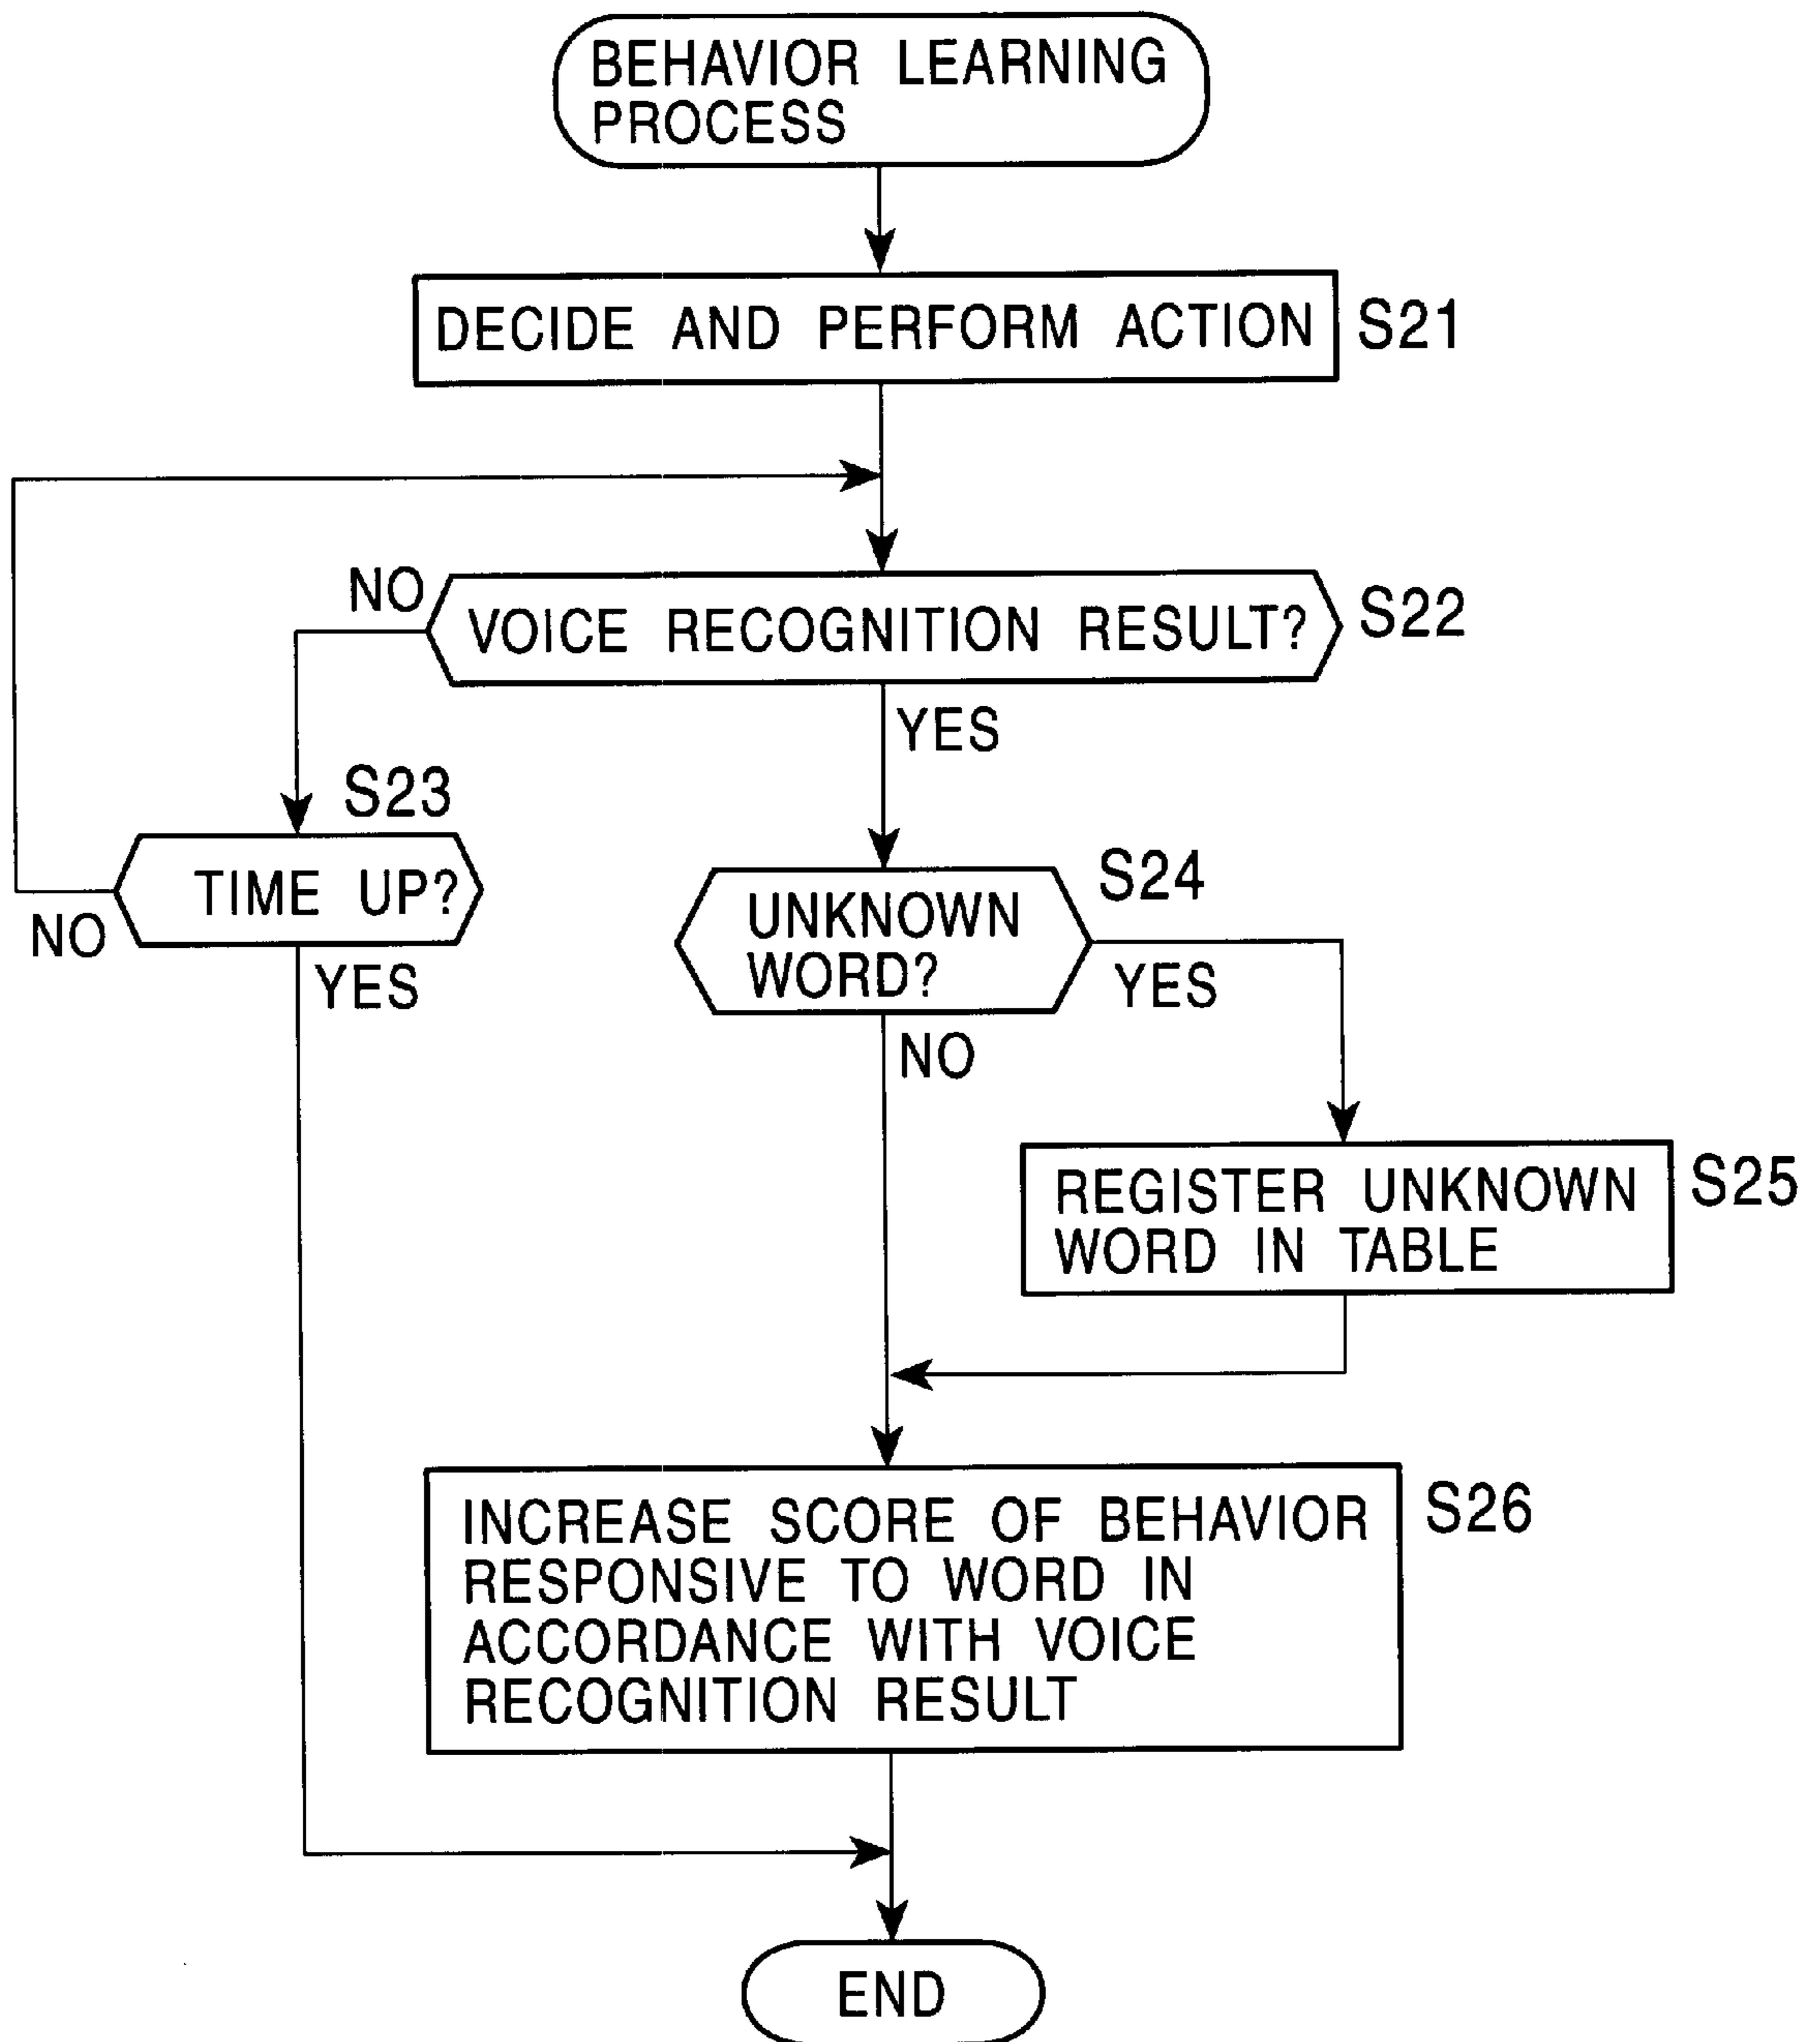 BEHAVIOR LEARNING
PROCESS
DECIDE AND PERFORM ACTION
S21
NO
VOICE RECOGNITION RESULT?
S22
YES
S23
TIME UP?
NO
YES
S24
UNKNOWN
WORD?
YES
NO
REGISTER UNKNOWN
WORD IN TABLE
S25
INCREASE SCORE OF BEHAVIOR
RESPONSIVE TO WORD IN
ACCORDANCE WITH VOICE
RECOGNITION RESULT
S26
END